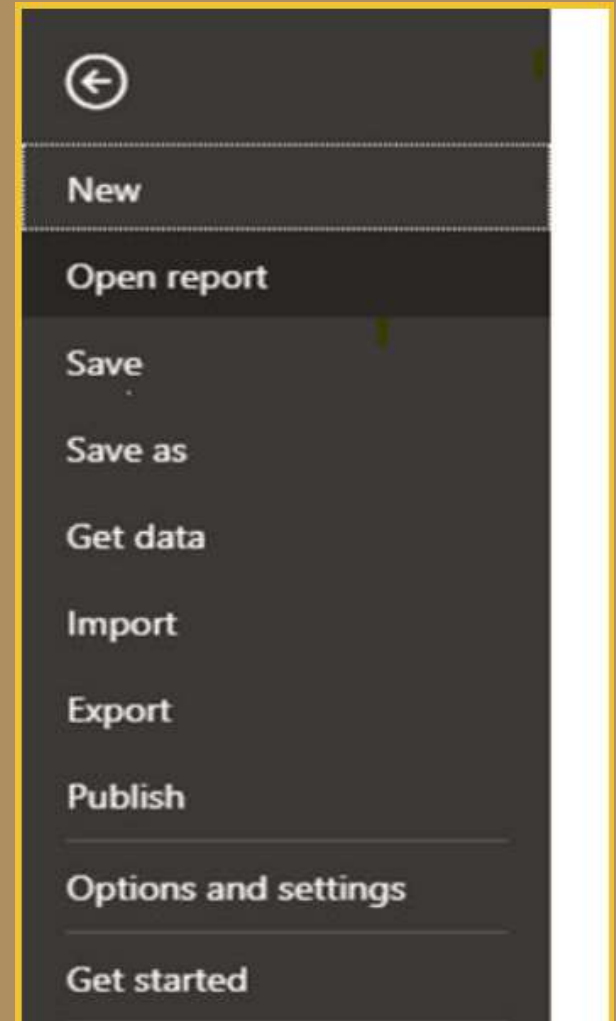 New
Open report
Save
Save as
Get data
Import
Export
Publish
Options and settings
Get started